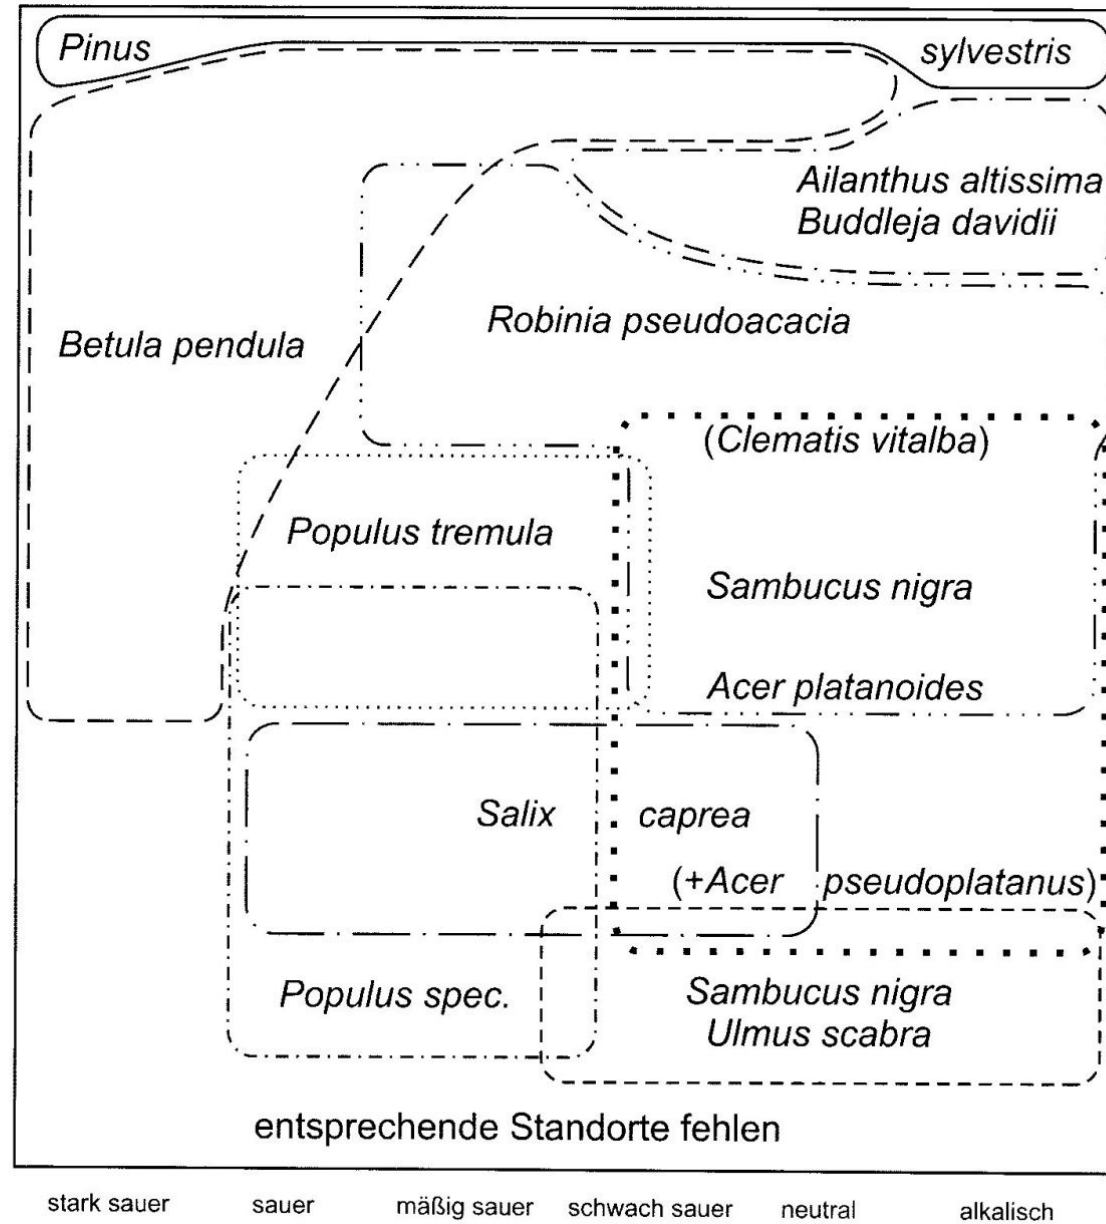 Pinus sylvestris
Ailanthus altissima
Buddleja davidii
Robinia pseudoacacia
Betula pendula
(Clematis vitalba)
Populus tremula
Sambucus nigra
Acer platanoides
Salix caprea
(+Acer pseudoplatanus)
Populus spec.
Sambucus nigra
Ulmus scabra
entsprechende Standorte fehlen
stark sauer sauer mäßig sauer schwach sauer neutral alkalisch